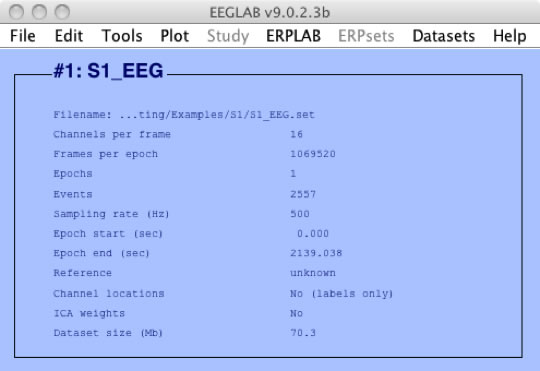 EEGLAB v9.0.2.3b
File Edit Tools Plot Study ERPLAB ERPsets Datasets Help
#1: S1_EEG
Filename: ...ting/Examples/S1/S1_EEG.set
Channels per frame 16
Frames per epoch 1069520
Epochs 1
Events 2557
Sampling rate (Hz) 500
Epoch start (sec) 0.000
Epoch end (sec) 2139.038
Reference unknown
Channel locations No (labels only)
ICA weights No
Dataset size (Mb) 70.3